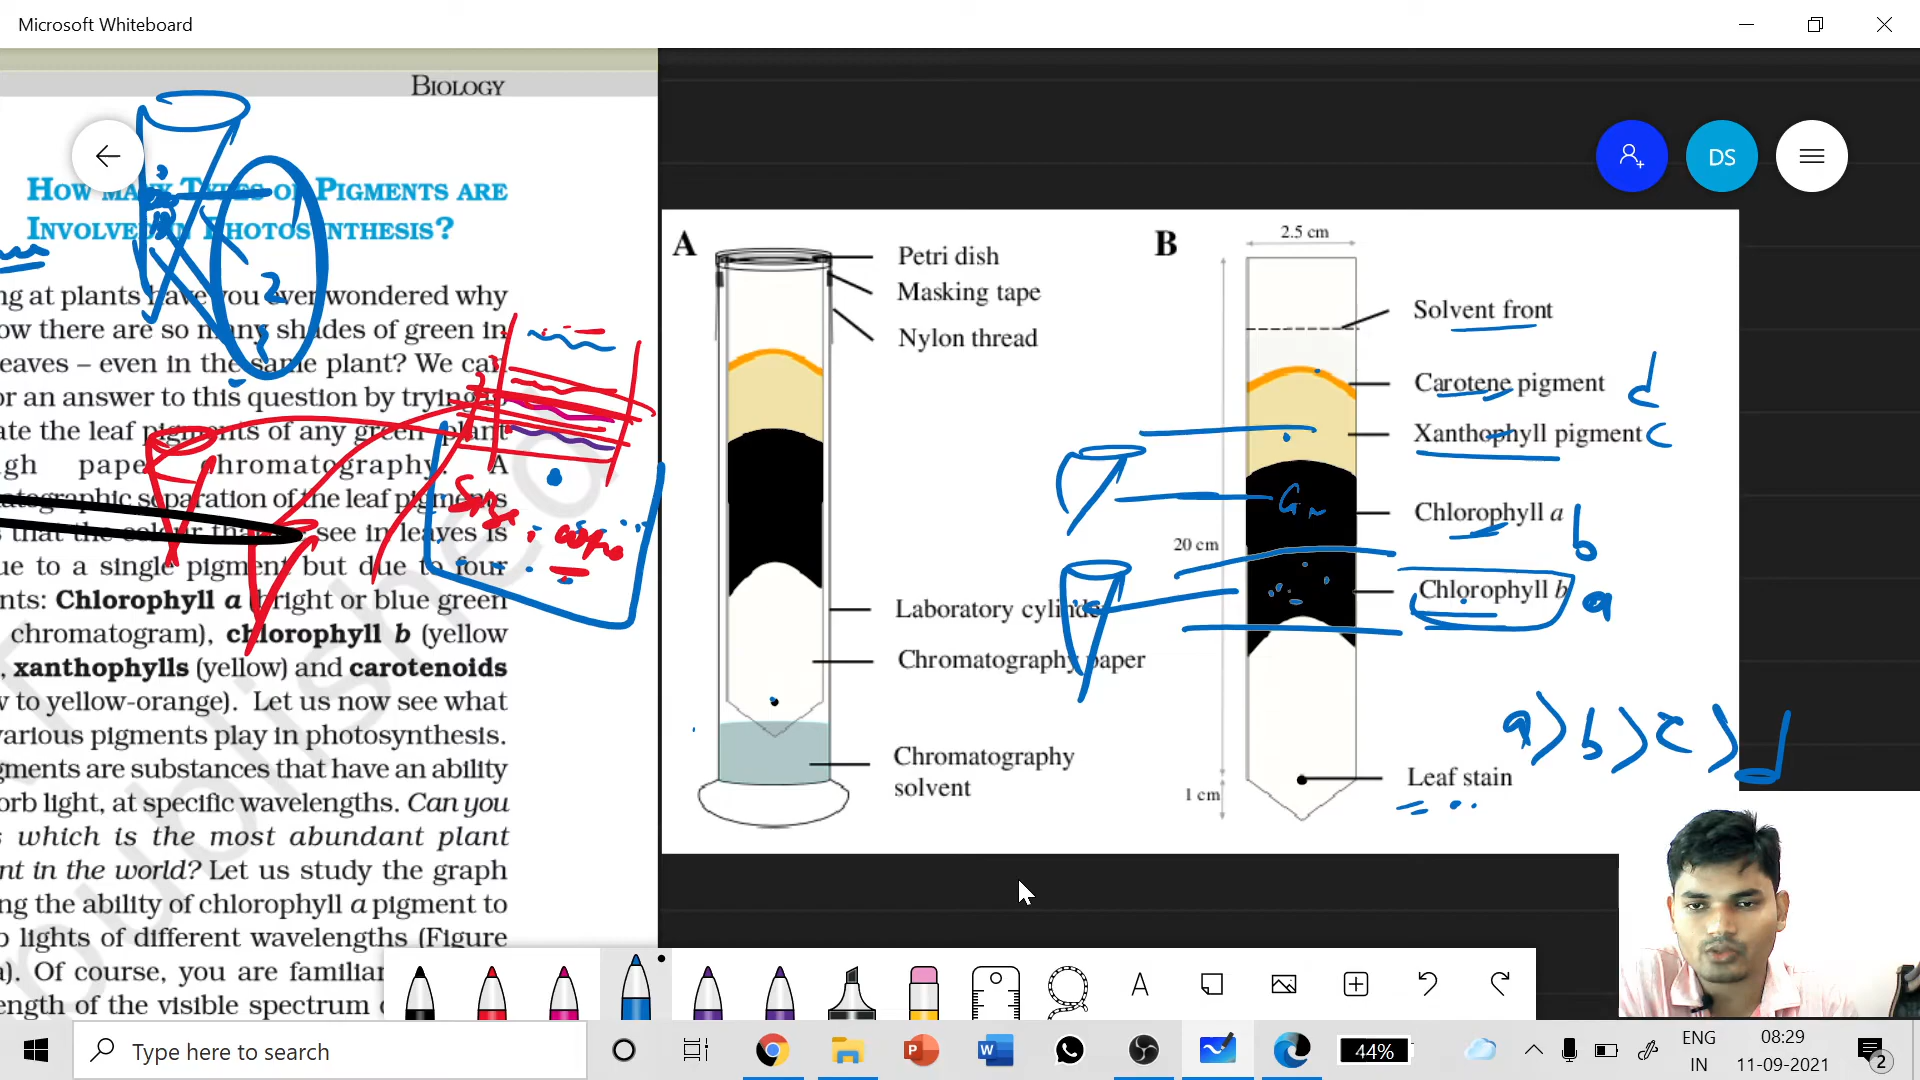 Microsoft Whiteboard
BIOLOGY
HOW MANY TYPES OF PIGMENTS ARE
INVOLVED IN PHOTOSYNTHESIS?
ng at plants have you ever wondered why
ow there are so many shades of green in
eaves – even in the same plant? We can
or an answer to this question by trying to
ate the leaf pigments of any green plant
gh paper chromatography. A
atographic separation of the leaf pigments
s that the colour that we see in leaves is
ue to a single pigment but due to four
nts: Chlorophyll a (bright or blue green
chromatogram), chlorophyll b (yellow
, xanthophylls (yellow) and carotenoids
w to yellow-orange). Let us now see what
various pigments play in photosynthesis.
gments are substances that have an ability
orb light, at specific wavelengths. Can you
s which is the most abundant plant
nt in the world? Let us study the graph
ng the ability of chlorophyll a pigment to
b lights of different wavelengths (Figure
a). Of course, you are familiar
ength of the visible spectrum
2
published
A
Petri dish
Masking tape
Nylon thread
Laboratory cylinder
Chromatography paper
Chromatography
solvent
B
2.5 cm
Solvent front
Carotene pigment d
Xanthophyll pigment c
Chlorophyll a b
20 cm
Chlorophyll b a
Leaf stain
1 cm
a > b > c > d
DS
A
Type here to search
44%
ENG
IN
08:29
11-09-2021
2